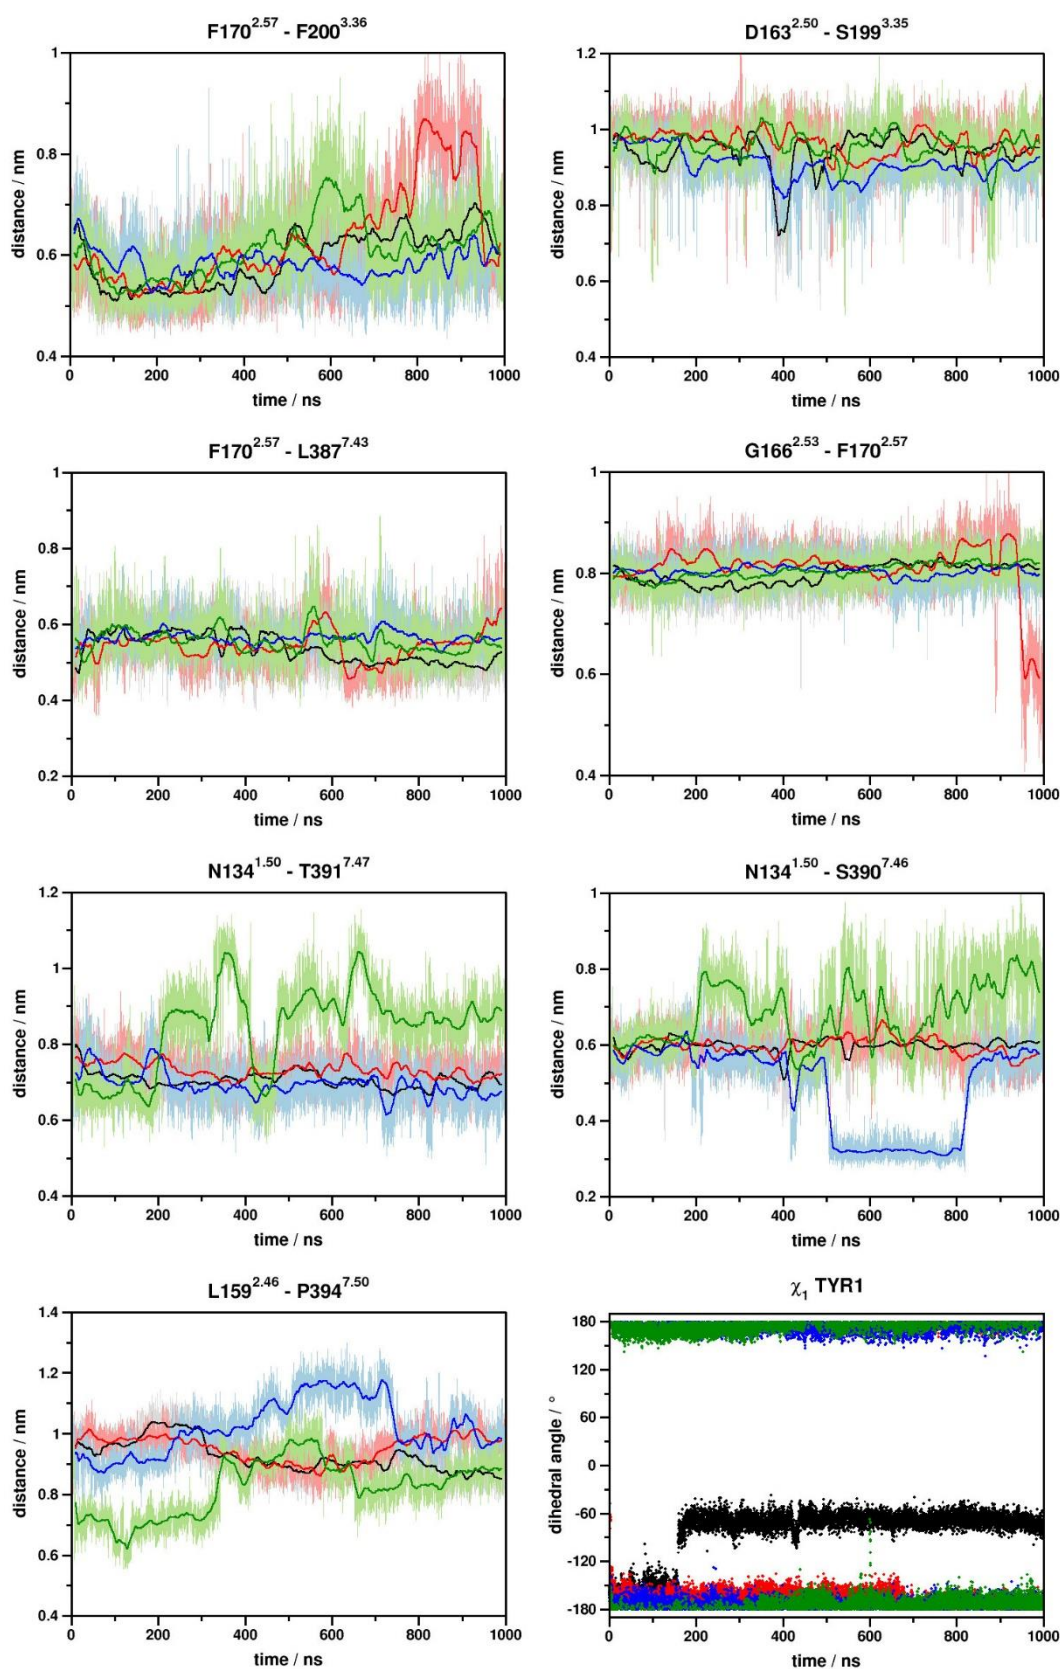 F170^2.57 - F200^3.36
distance / nm
1
0.8
0.6
0.4
0 200 400 600 800 1000
time / ns
D163^2.50 - S199^3.35
distance / nm
1.2
1
0.8
0.6
0.4
0 200 400 600 800 1000
time / ns
F170^2.57 - L387^7.43
distance / nm
1
0.8
0.6
0.4
0.2
0 200 400 600 800 1000
time / ns
G166^2.53 - F170^2.57
distance / nm
1
0.8
0.6
0.4
0 200 400 600 800 1000
time / ns
N134^1.50 - T391^7.47
distance / nm
1.2
1
0.8
0.6
0.4
0 200 400 600 800 1000
time / ns
N134^1.50 - S390^7.46
distance / nm
1
0.8
0.6
0.4
0.2
0 200 400 600 800 1000
time / ns
L159^2.46 - P394^7.50
distance / nm
1.4
1.2
1
0.8
0.6
0.4
0 200 400 600 800 1000
time / ns
χ₁ TYR1
dihedral angle / °
180
120
60
0
-60
-120
-180
0 200 400 600 800 1000
time / ns